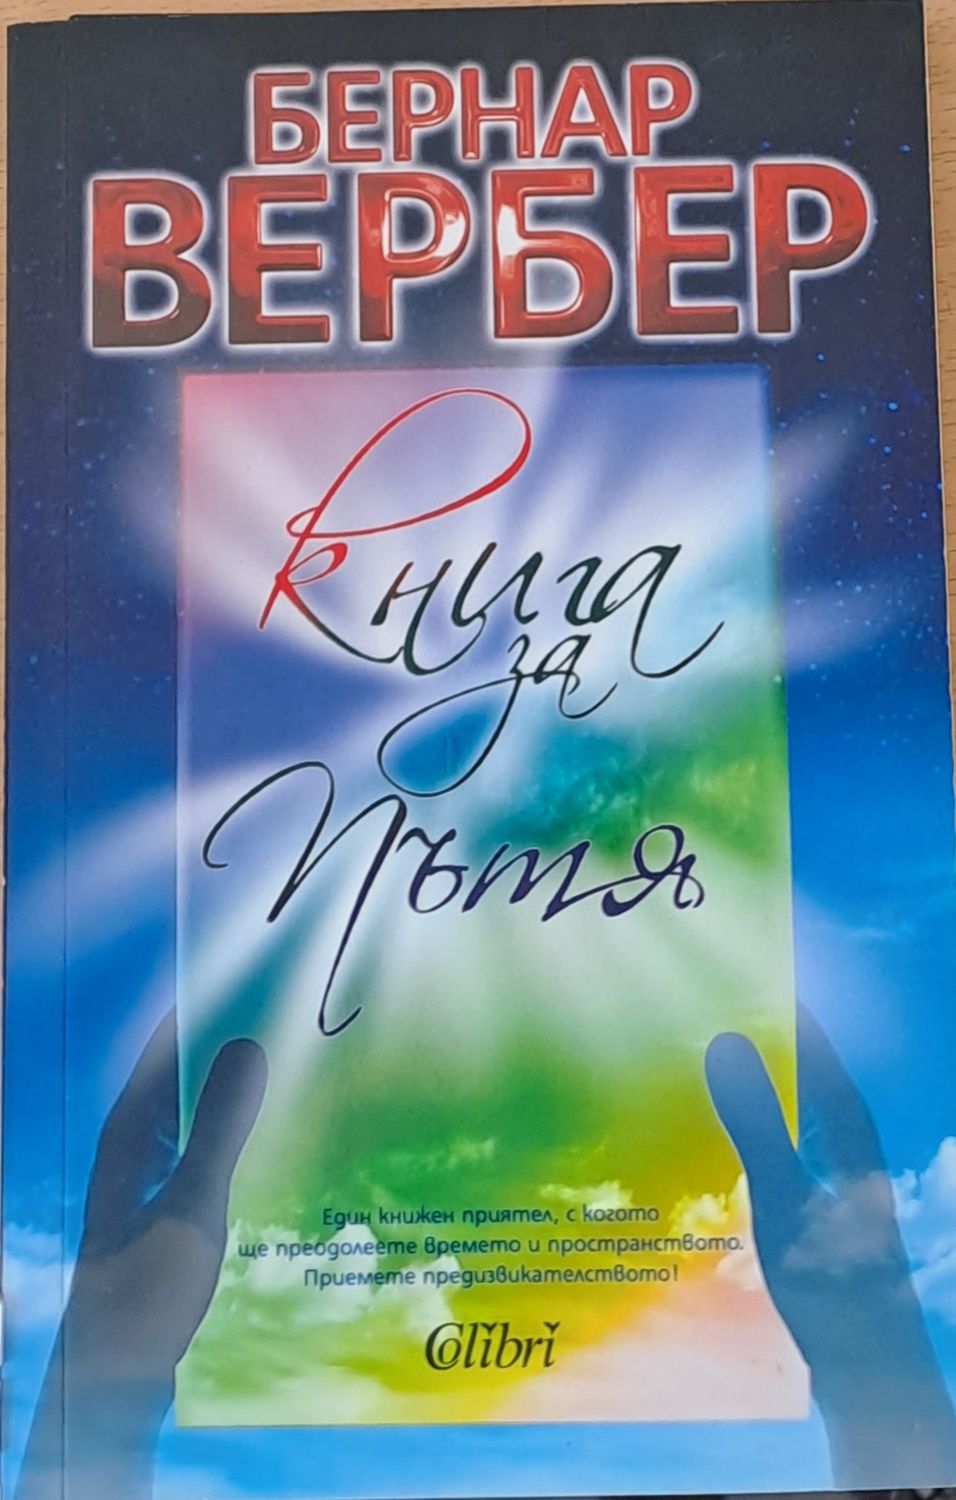 БЕРНАР
ВЕРБЕР
книга
за
Пътя
Един книжен приятел, с когото
ще преодолеете времето и пространството.
Приемете предизвикателството!
Colibri